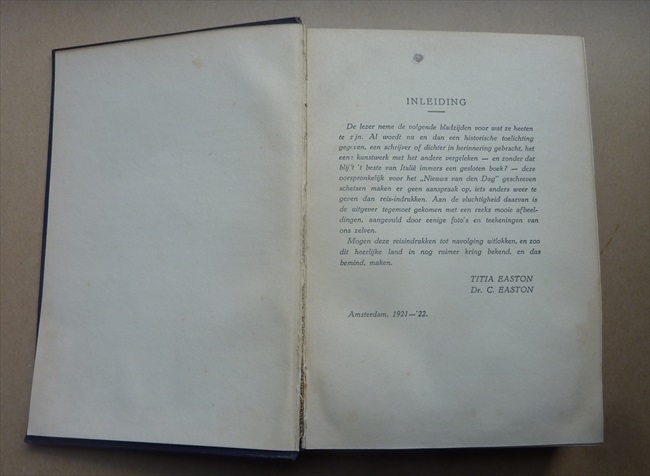 INLEIDING
De lezer neme de volgende bladzijden voor wat ze heeten
te z jn. Al wordt nu en dan een historische toelichting
gegeven, een schrijver of dichter in herinnering gebracht, het
eene kunstwerk met het andere vergeleken — en zonder dat
blij't 't beste van Italië immers een gesloten boek? — deze
oorspronkelijk voor het „Nieuws van den Dag" geschreven
schetsen maken er geen aanspraak op, iets anders weer te
geven dan reis-indrukken. Aan de vluchtigheid daarvan is
de uitgever tegemoet gekomen met een reeks mooie afbeel-
dingen, aangevuld door eenige foto's en teekeningen van
ons zelven.
Mogen deze reisindrukken tot navolging uitlokken, en zoo
dit heerlijke land in nog ruimer kring bekend, en dus
bemind, maken.
TITIA EASTON
Dr. C. EASTON
Amsterdam, 1921—'22.